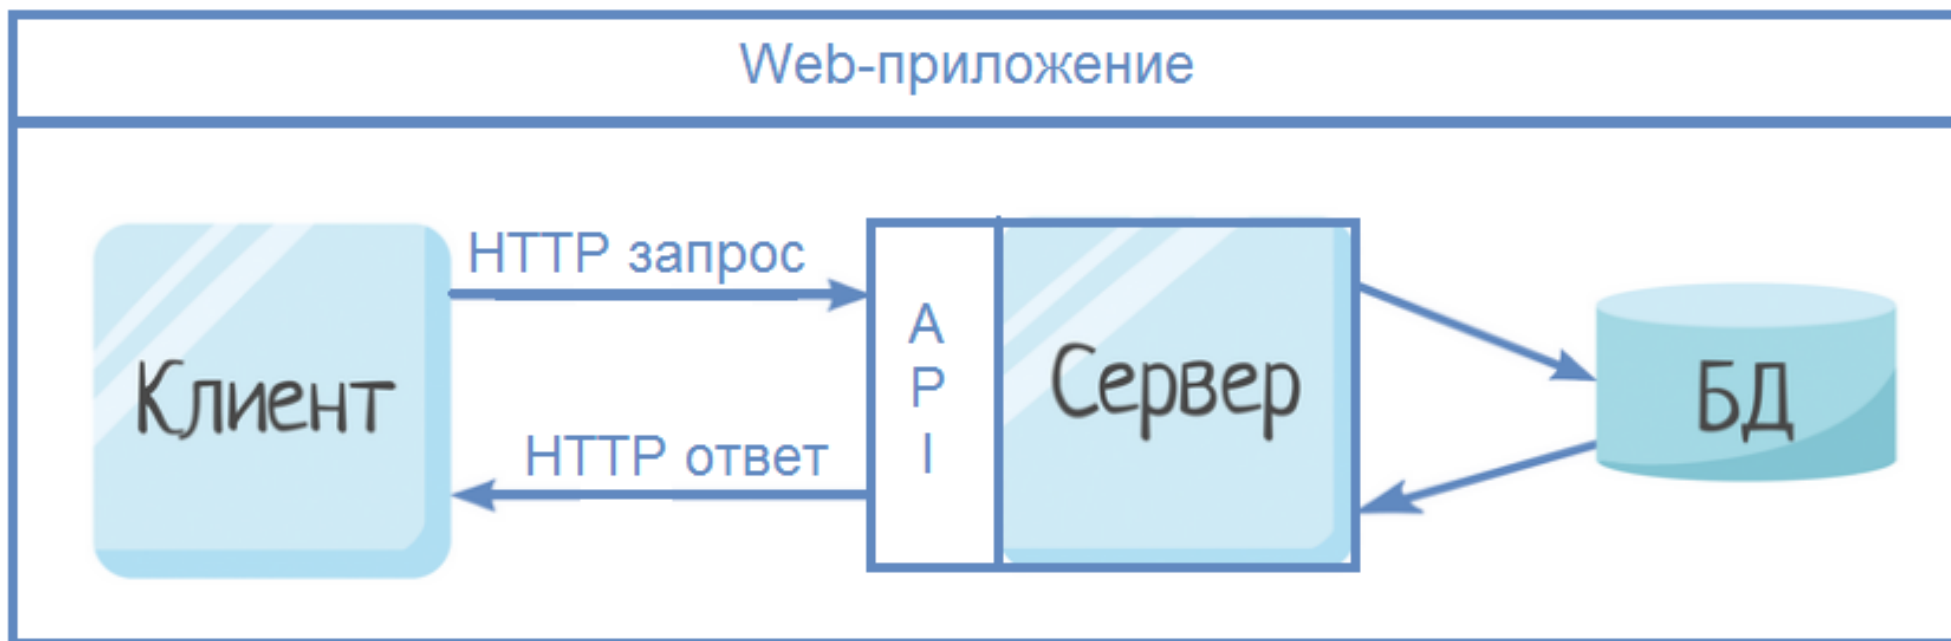 Web-приложение
HTTP запрос
Клиент
HTTP ответ
A
P
I
Сервер
БД